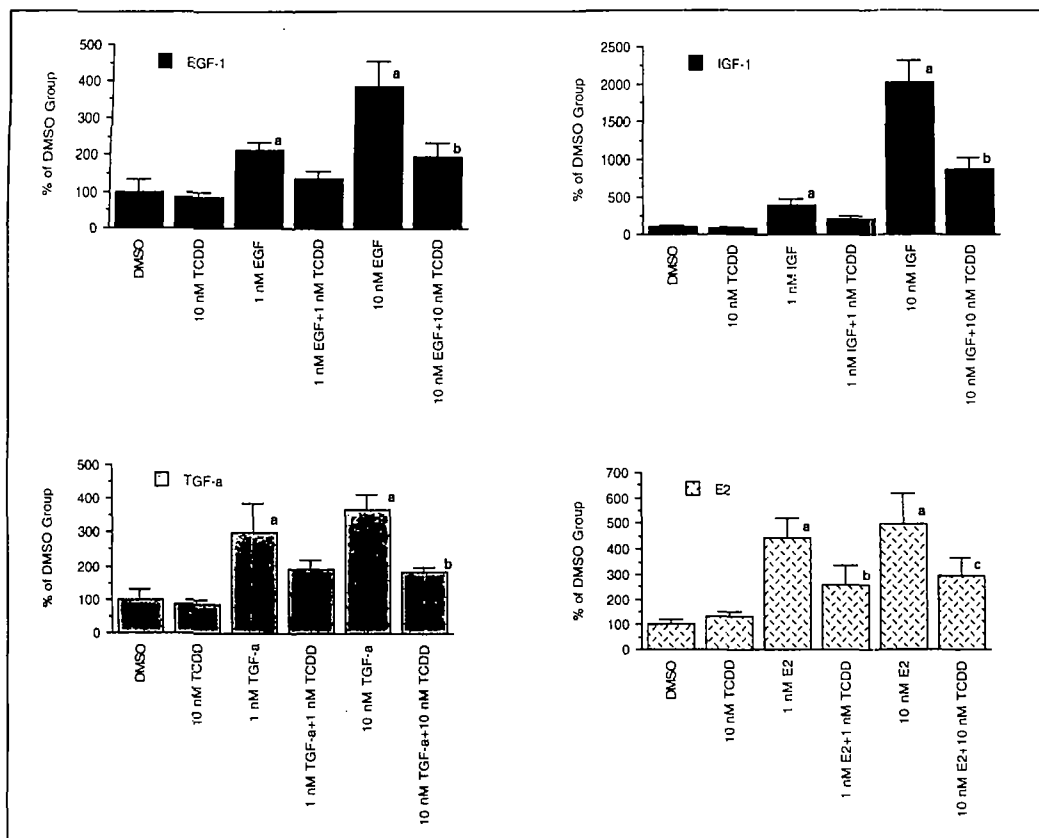 EGF-1
% of DMSO Group
500
400
300
200
100
0
a
a
b
DMSO
10 nM TCDD
1 nM EGF
1 nM EGF+1 nM TCDD
10 nM EGF
10 nM EGF+10 nM TCDD
IGF-1
% of DMSO Group
2500
2000
1500
1000
500
0
a
a
b
DMSO
10 nM TCDD
1 nM IGF
1 nM IGF+1 nM TCDD
10 nM IGF
10 nM IGF+10 nM TCDD
TGF-a
% of DMSO Group
500
400
300
200
100
0
a
a
b
DMSO
10 nM TCDD
1 nM TGF-a
1 nM TGF-a+1 nM TCDD
10 nM TGF-a
10 nM TGF-a+10 nM TCDD
E2
% of DMSO Group
700
600
500
400
300
200
100
0
a
b
a
c
DMSO
10 nM TCDD
1 nM E2
1 nM E2+1 nM TCDD
10 nM E2
10 nM E2+10 nM TCDD